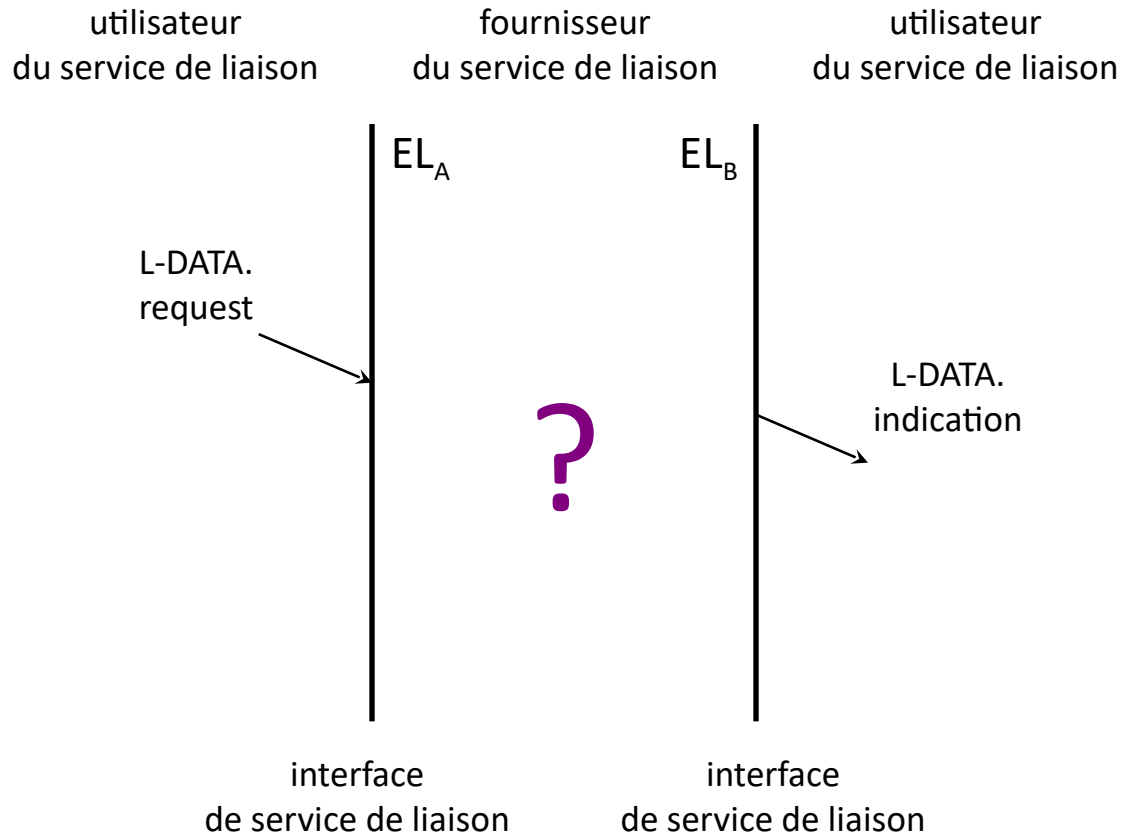 utilisateur
du service de liaison
fournisseur
du service de liaison
utilisateur
du service de liaison
EL_A
EL_B
L-DATA.
request
?
L-DATA.
indication
interface
de service de liaison
interface
de service de liaison